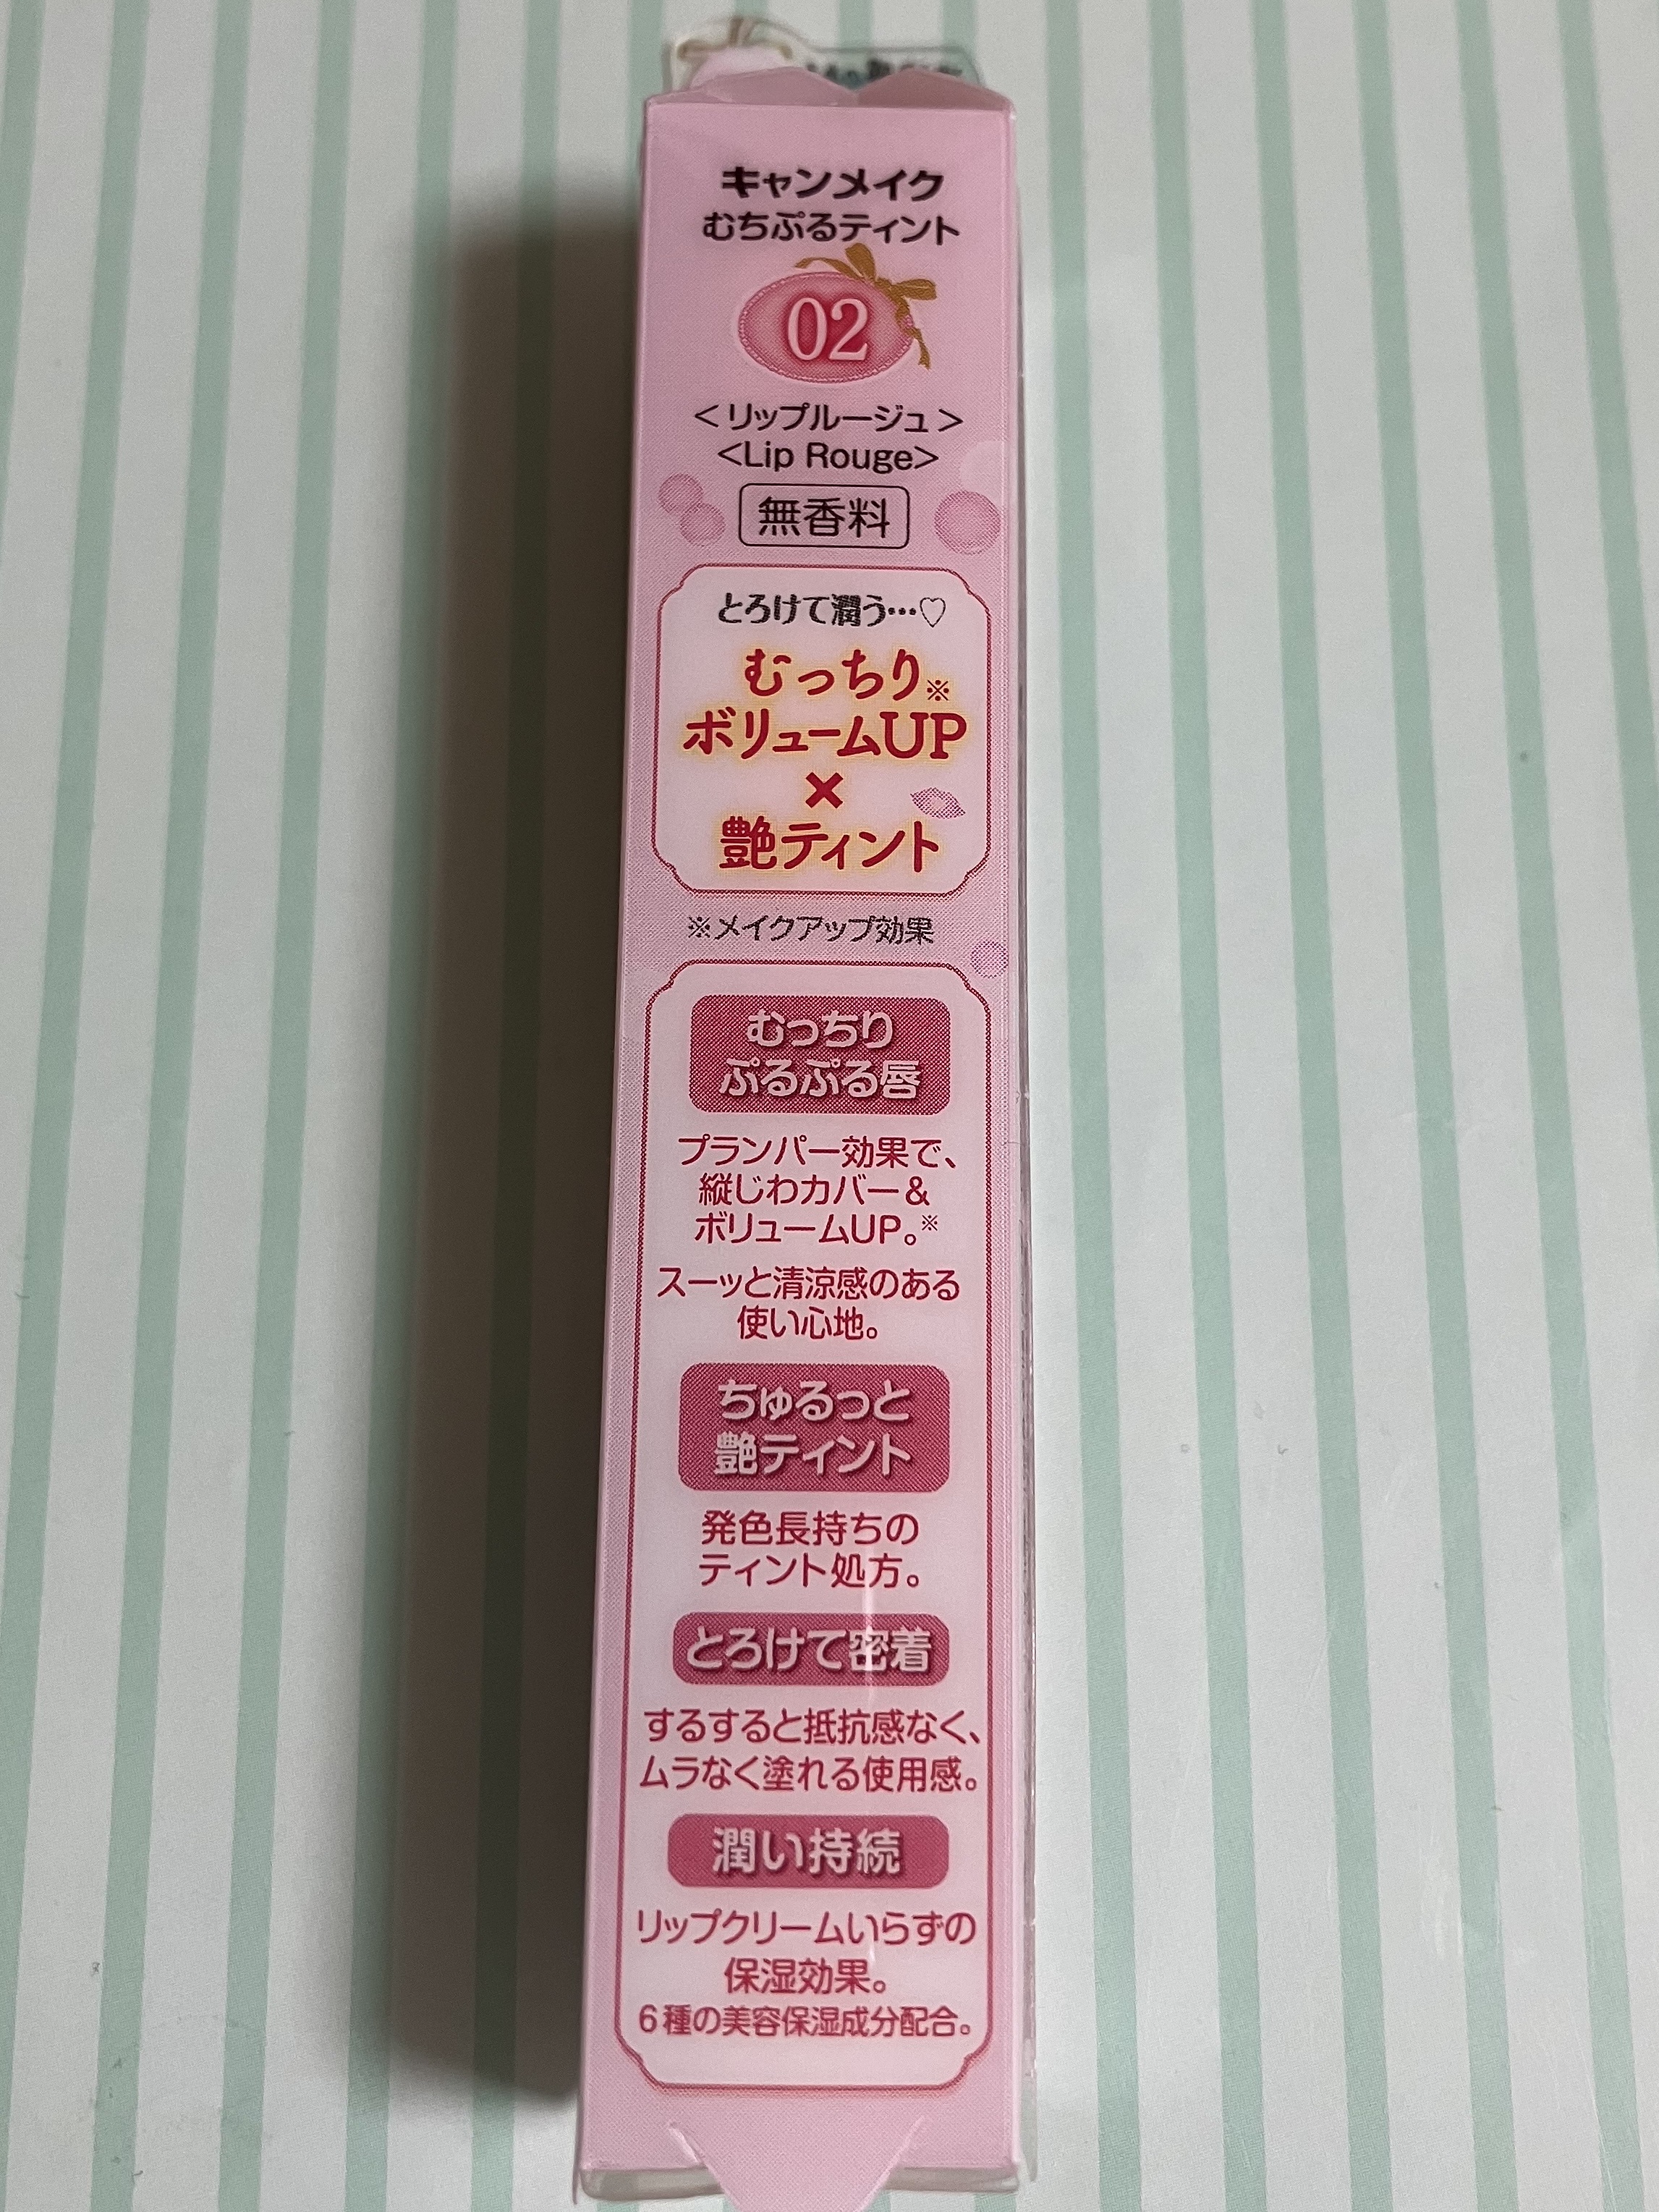 キャンメイク
むちぷるティント
02
＜リップルージュ＞
<Lip Rouge>
無香料
とろけて潤う…♡
むっちり※
ボリュームUP
×
艶ティント
※メイクアップ効果
むっちり
ぷるぷる唇
プランパー効果で、
縦じわカバー＆
ボリュームUP。※
スーッと清涼感のある
使い心地。
ちゅるっと
艶ティント
発色長持ちの
ティント処方。
とろけて密着
するすると抵抗感なく、
ムラなく塗れる使用感。
潤い持続
リップクリームいらずの
保湿効果。
6種の美容保湿成分配合。